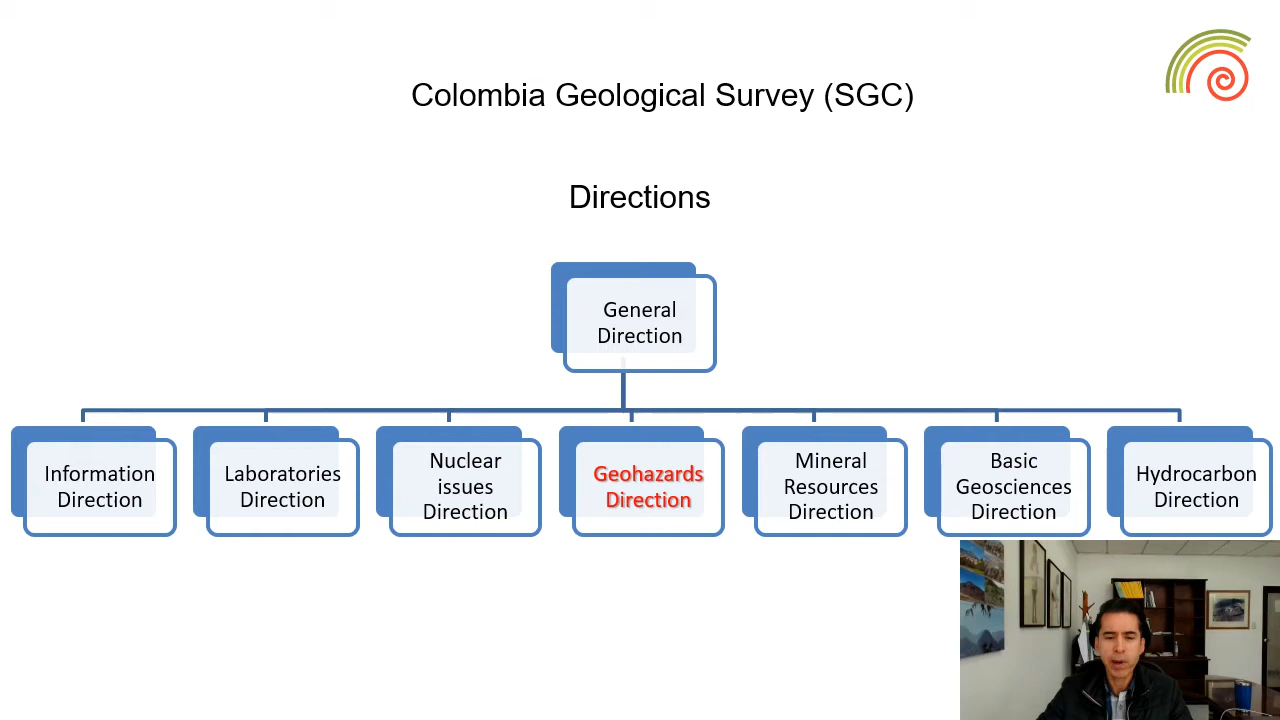 Colombia Geological Survey (SGC)
Directions
General
Direction
Information
Direction
Laboratories
Direction
Nuclear
issues
Direction
Geohazards
Direction
Mineral
Resources
Direction
Basic
Geosciences
Direction
Hydrocarbon
Direction